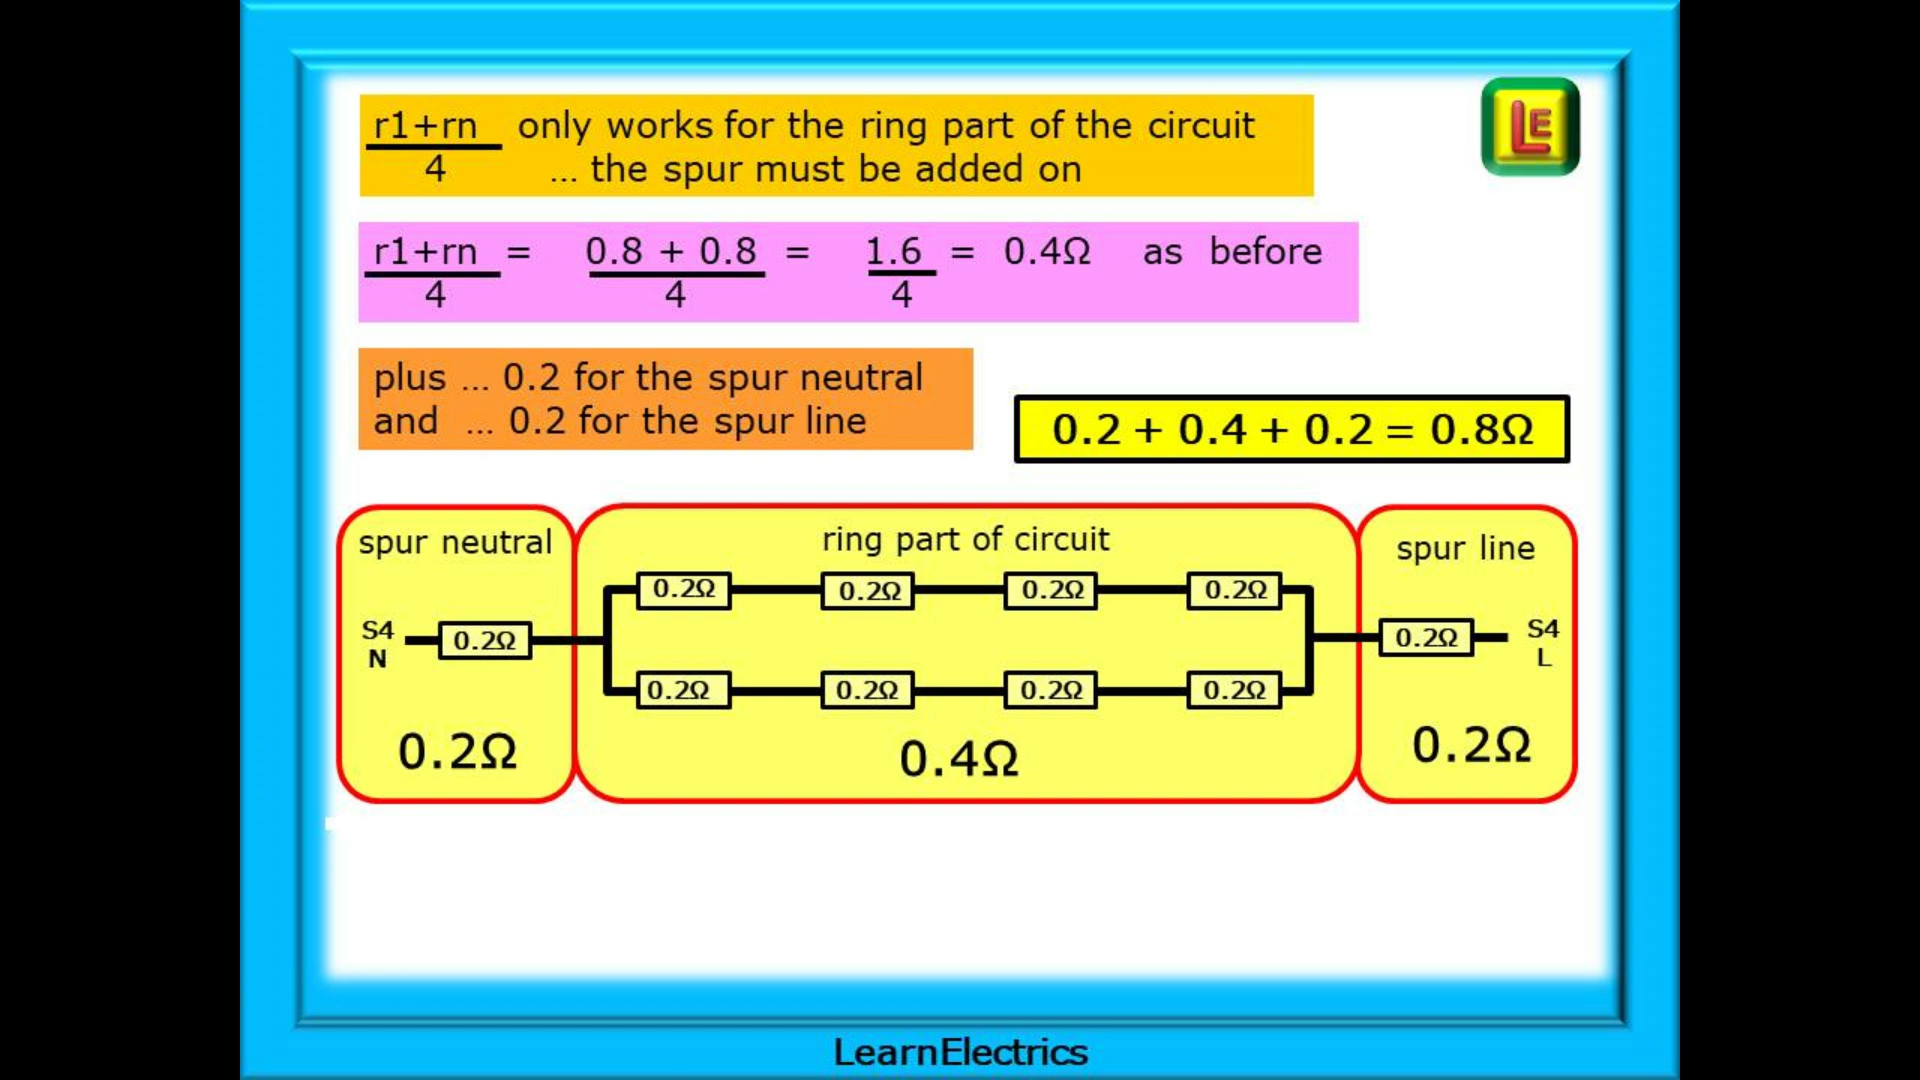 r1+rn only works for the ring part of the circuit
4 ... the spur must be added on
LE
r1+rn = 0.8 + 0.8 = 1.6 = 0.4Ω as before
4 4 4
plus ... 0.2 for the spur neutral
and ... 0.2 for the spur line
0.2 + 0.4 + 0.2 = 0.8Ω
spur neutral
ring part of circuit
spur line
0.2Ω 0.2Ω 0.2Ω 0.2Ω
S4
N
0.2Ω
0.2Ω
S4
L
0.2Ω 0.2Ω 0.2Ω 0.2Ω
0.2Ω
0.4Ω
0.2Ω
LearnElectrics